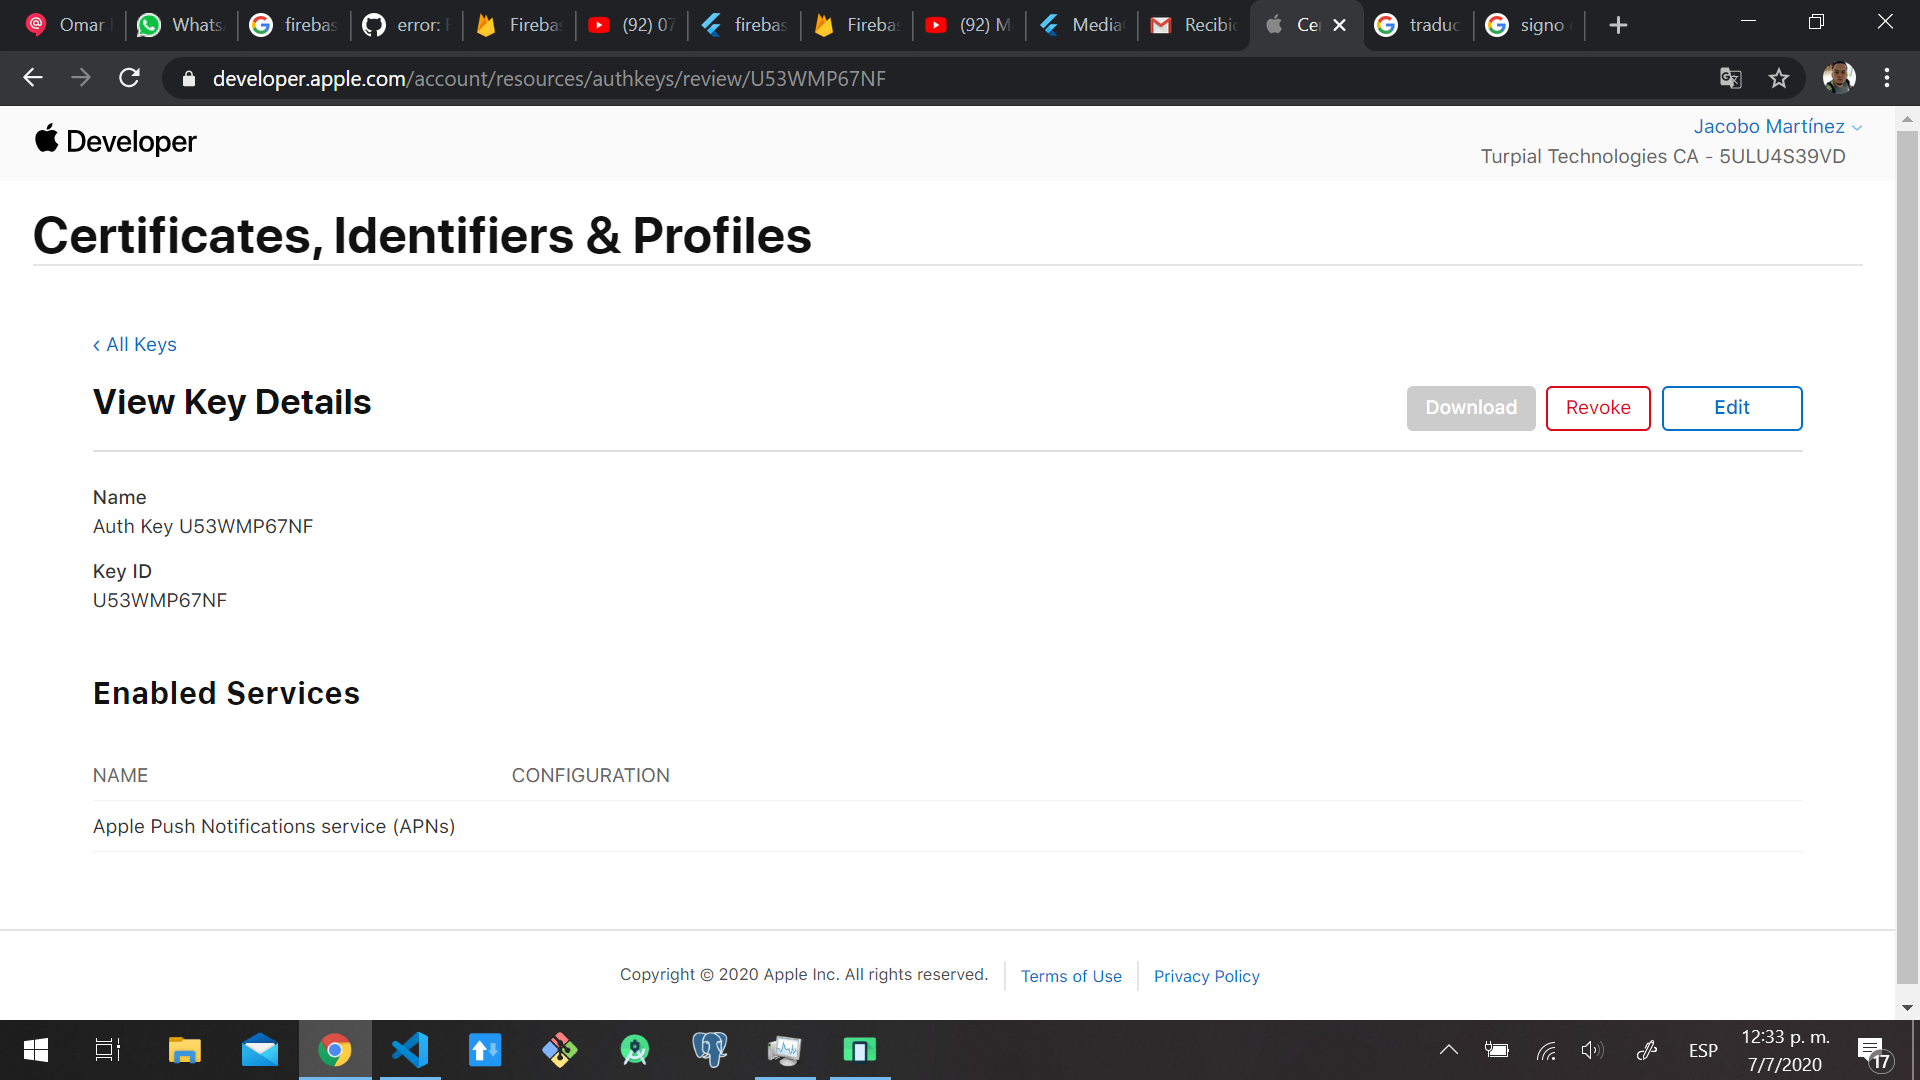 Omar
Whats
firebas
error: F
Firebas
(92) 07
firebas
Firebas
(92) M
Media
Recibi
Ce
traduc
signo
developer.apple.com/account/resources/authkeys/review/U53WMP67NF
Developer
Jacobo Martínez
Turpial Technologies CA - 5ULU4S39VD
Certificates, Identifiers & Profiles
‹ All Keys
View Key Details
Download
Revoke
Edit
Name
Auth Key U53WMP67NF
Key ID
U53WMP67NF
Enabled Services
NAME
CONFIGURATION
Apple Push Notifications service (APNs)
Copyright © 2020 Apple Inc. All rights reserved.
Terms of Use
Privacy Policy
ESP
12:33 p. m.
7/7/2020
17